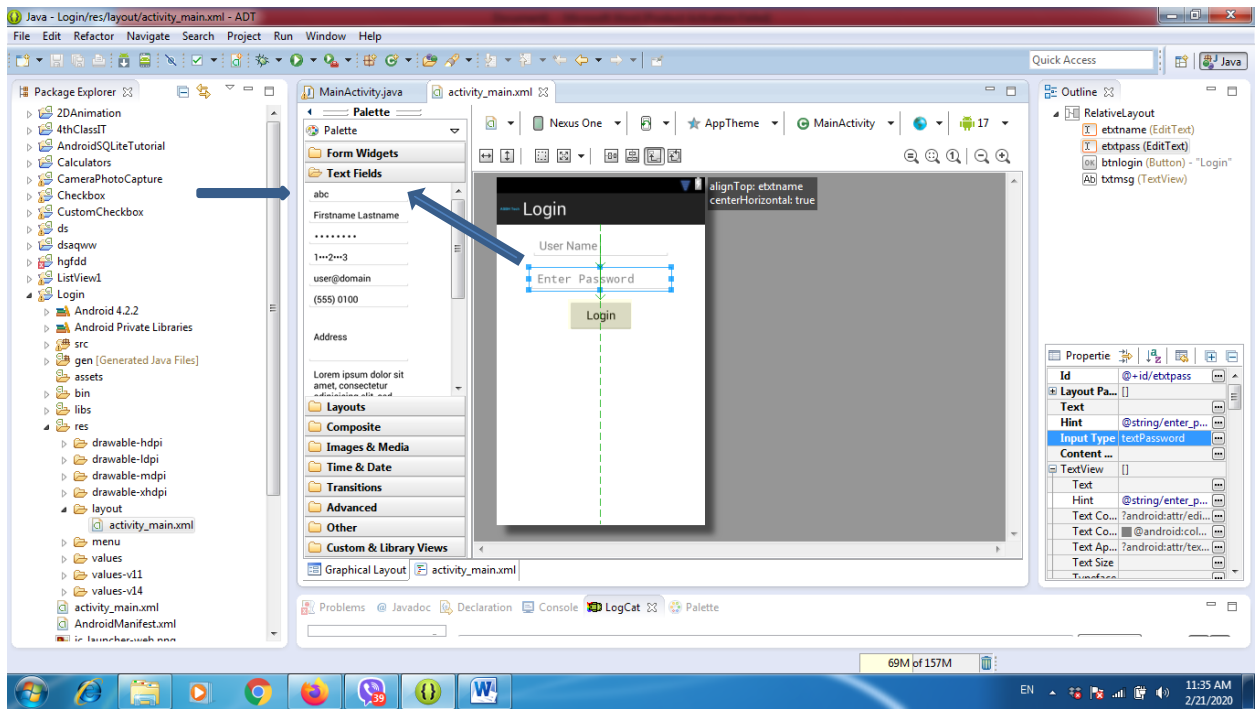 Java - Login/res/layout/activity_main.xml - ADT
File Edit Refactor Navigate Search Project Run Window Help
Quick Access
Java
Package Explorer
2DAnimation
4thClassIT
AndroidSQLiteTutorial
Calculators
CameraPhotoCapture
Checkbox
CustomCheckbox
ds
dsaqww
hgfdd
ListView1
Login
Android 4.2.2
Android Private Libraries
src
gen [Generated Java Files]
assets
bin
libs
res
drawable-hdpi
drawable-ldpi
drawable-mdpi
drawable-xhdpi
layout
activity_main.xml
menu
values
values-v11
values-v14
activity_main.xml
AndroidManifest.xml
ic_launcher-web.png
MainActivity.java
activity_main.xml
Palette
Palette
Form Widgets
Text Fields
abc
Firstname Lastname
••••••••
1•••2•••3
user@domain
(555) 0100
Address
Lorem ipsum dolor sit
amet, consectetur
Layouts
Composite
Images & Media
Time & Date
Transitions
Advanced
Other
Custom & Library Views
Nexus One
AppTheme
MainActivity
17
alignTop: etxtname
centerHorizontal: true
Login
User Name
Enter Password
Login
Graphical Layout
activity_main.xml
Problems @ Javadoc Declaration Console LogCat Palette
Outline
RelativeLayout
etxtname (EditText)
etxtpass (EditText)
OK btnlogin (Button) - "Login"
Ab txtmsg (TextView)
Propertie
Id @+id/etxtpass
Layout Pa... []
Text
Hint @string/enter_p...
Input Type textPassword
Content ...
TextView []
Text
Hint @string/enter_p...
Text Co... ?android:attr/edi...
Text Co... @android:col...
Text Ap... ?android:attr/tex...
Text Size
Typeface
69M of 157M
39
EN
11:35 AM
2/21/2020